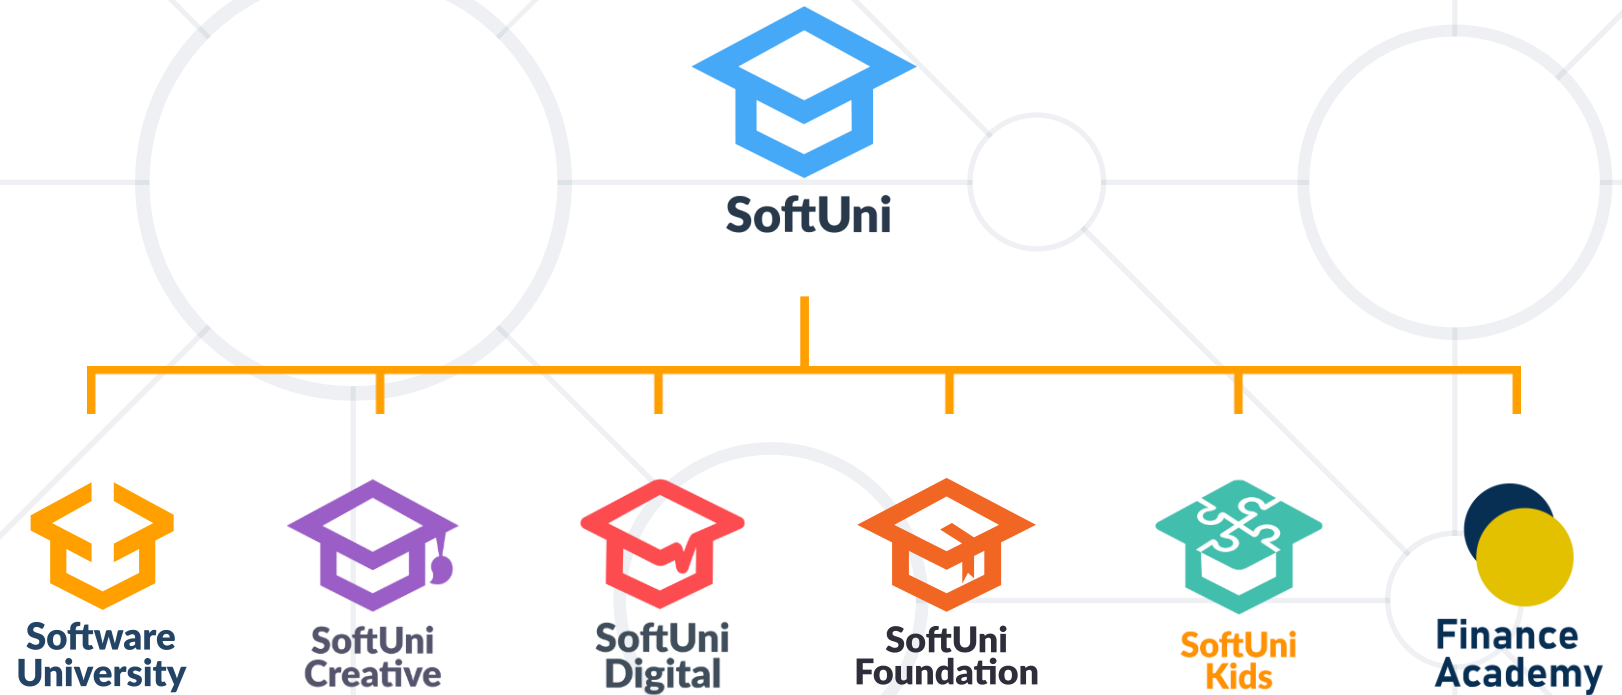 SoftUni
Software
University
SoftUni
Creative
SoftUni
Digital
SoftUni
Foundation
SoftUni
Kids
Finance
Academy